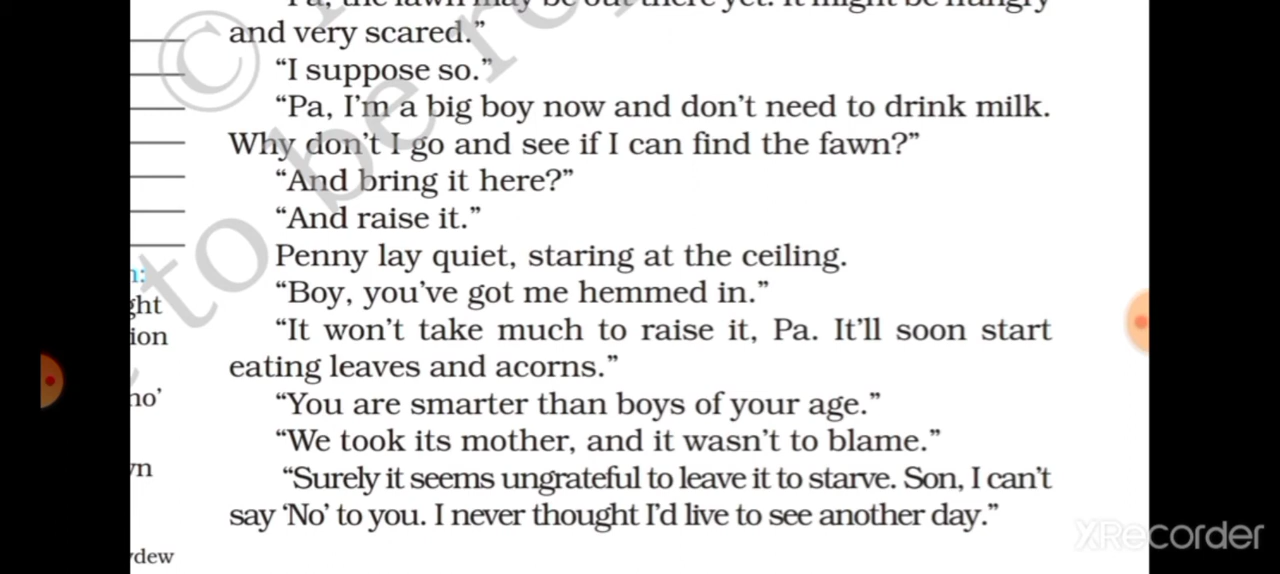 “Pa, the fawn may be out there yet. It might be hungry
and very scared.”
“I suppose so.”
“Pa, I’m a big boy now and don’t need to drink milk.
Why don’t I go and see if I can find the fawn?”
“And bring it here?”
“And raise it.”
Penny lay quiet, staring at the ceiling.
“Boy, you’ve got me hemmed in.”
“It won’t take much to raise it, Pa. It’ll soon start
eating leaves and acorns.”
“You are smarter than boys of your age.”
“We took its mother, and it wasn’t to blame.”
“Surely it seems ungrateful to leave it to starve. Son, I can’t
say ‘No’ to you. I never thought I’d live to see another day.”
n:
ght
ion
no’
wn
dew
©
to be re
XRecorder